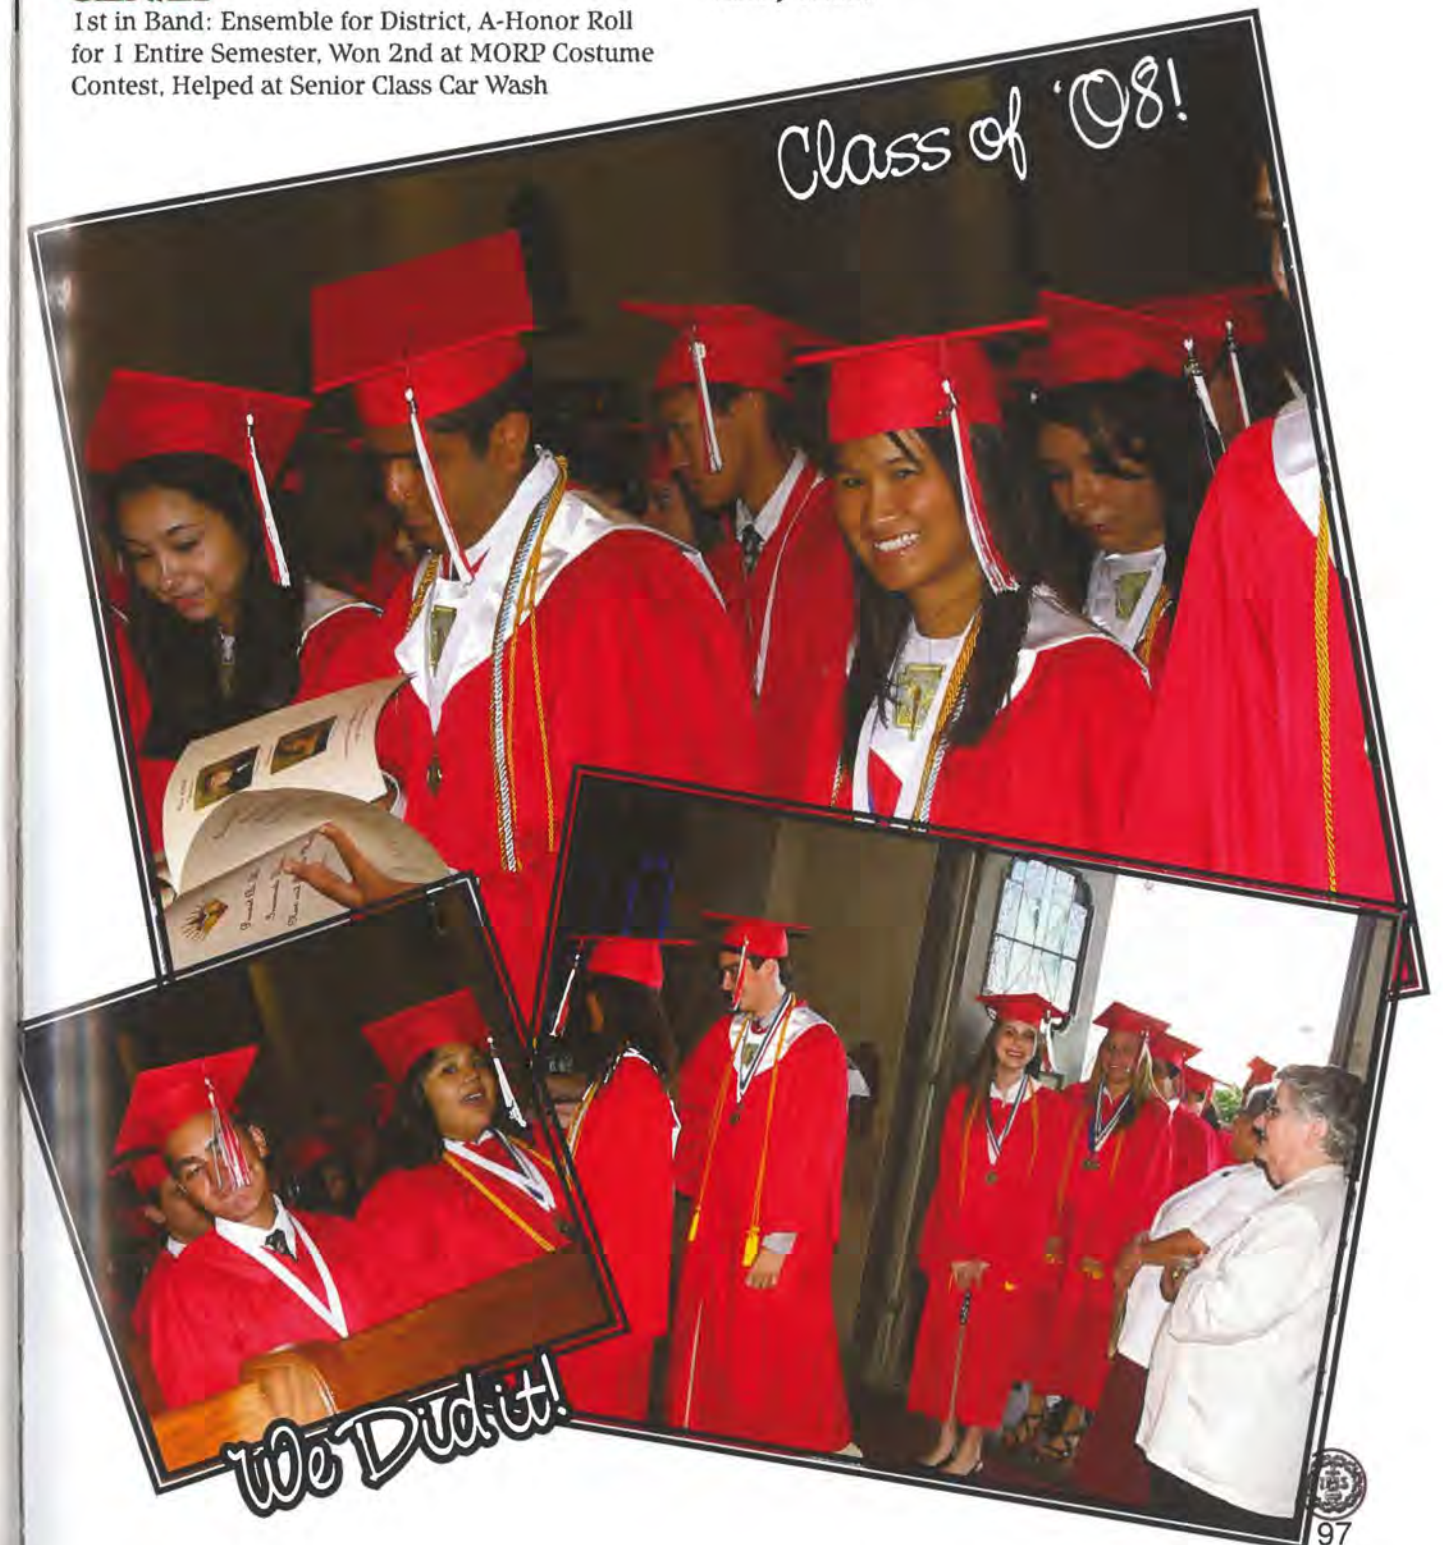 1st in Band: Ensemble for District, A-Honor Roll
for 1 Entire Semester, Won 2nd at MORP Costume
Contest, Helped at Senior Class Car Wash
Class of '08!
We Did it!
97